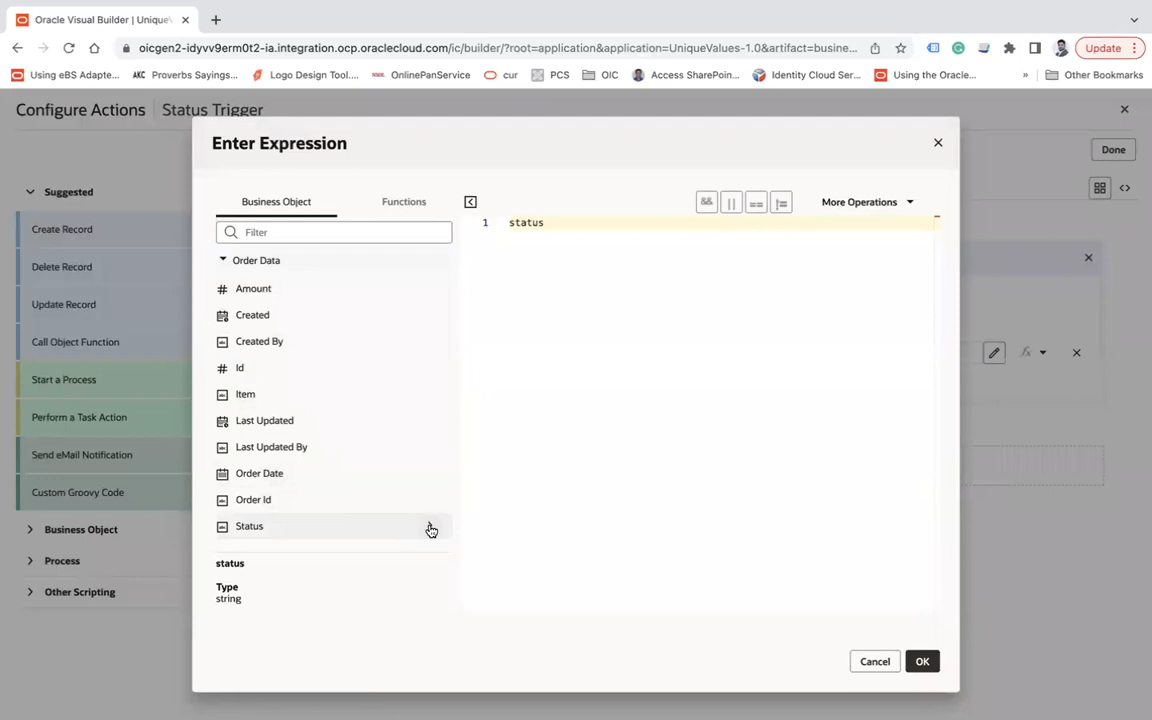 Oracle Visual Builder | UniqueV
oicgen2-idyvv9erm0t2-ia.integration.ocp.oraclecloud.com/ic/builder/?root=application&application=UniqueValues-1.0&artifact=busine...
Update
Using eBS Adapte...
AKC Proverbs Sayings...
Logo Design Tool....
OnlinePanService
cur
PCS
OIC
Access SharePoin...
Identity Cloud Ser...
Using the Oracle...
»
Other Bookmarks
Configure Actions
Status Trigger
Done
Suggested
Create Record
Delete Record
Update Record
Call Object Function
Start a Process
Perform a Task Action
Send eMail Notification
Custom Groovy Code
Business Object
Process
Other Scripting
Enter Expression
Business Object
Functions
Filter
Order Data
# Amount
Created
Created By
# Id
Item
Last Updated
Last Updated By
Order Date
Order Id
Status
status
Type
string
&& || == !=
More Operations
1 status
fx
Cancel
OK